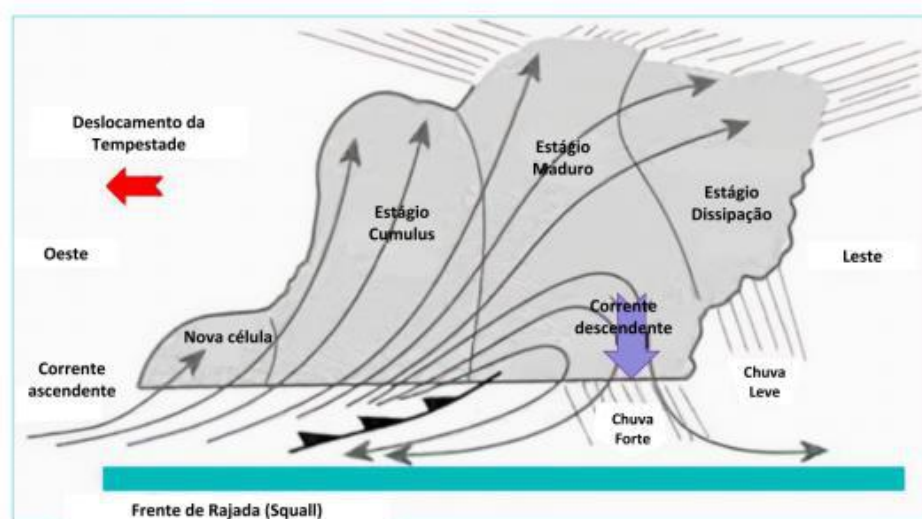 Deslocamento da
Tempestade
Estágio
Maduro
Estágio
Dissipação
Estágio
Cumulus
Oeste
Leste
Corrente
descendente
Nova célula
Corrente
ascendente
Chuva
Leve
Chuva
Forte
Frente de Rajada (Squall)